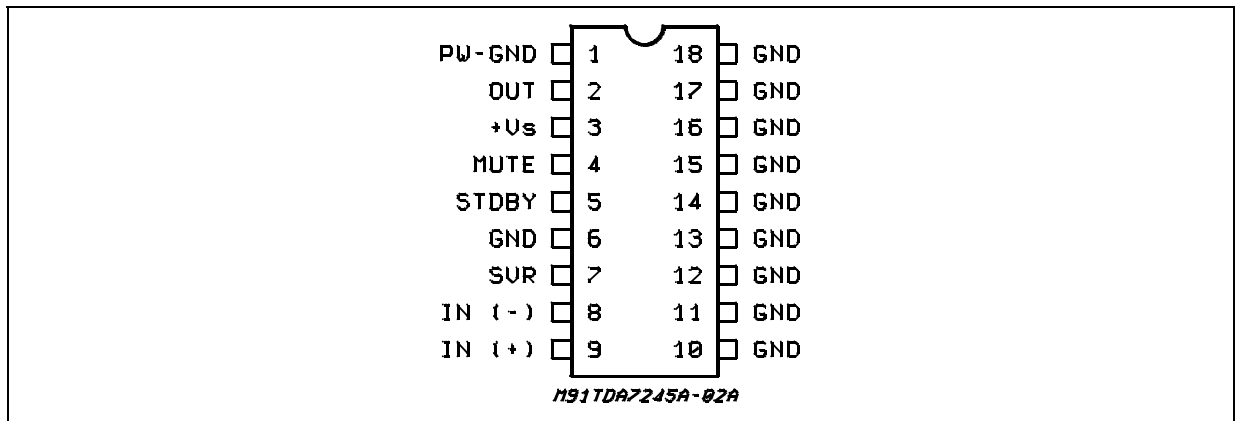 PW-GND 1 18 GND
OUT 2 17 GND
+Vs 3 16 GND
MUTE 4 15 GND
STDBY 5 14 GND
GND 6 13 GND
SVR 7 12 GND
IN (-) 8 11 GND
IN (+) 9 10 GND
M91TDA7245A-02A